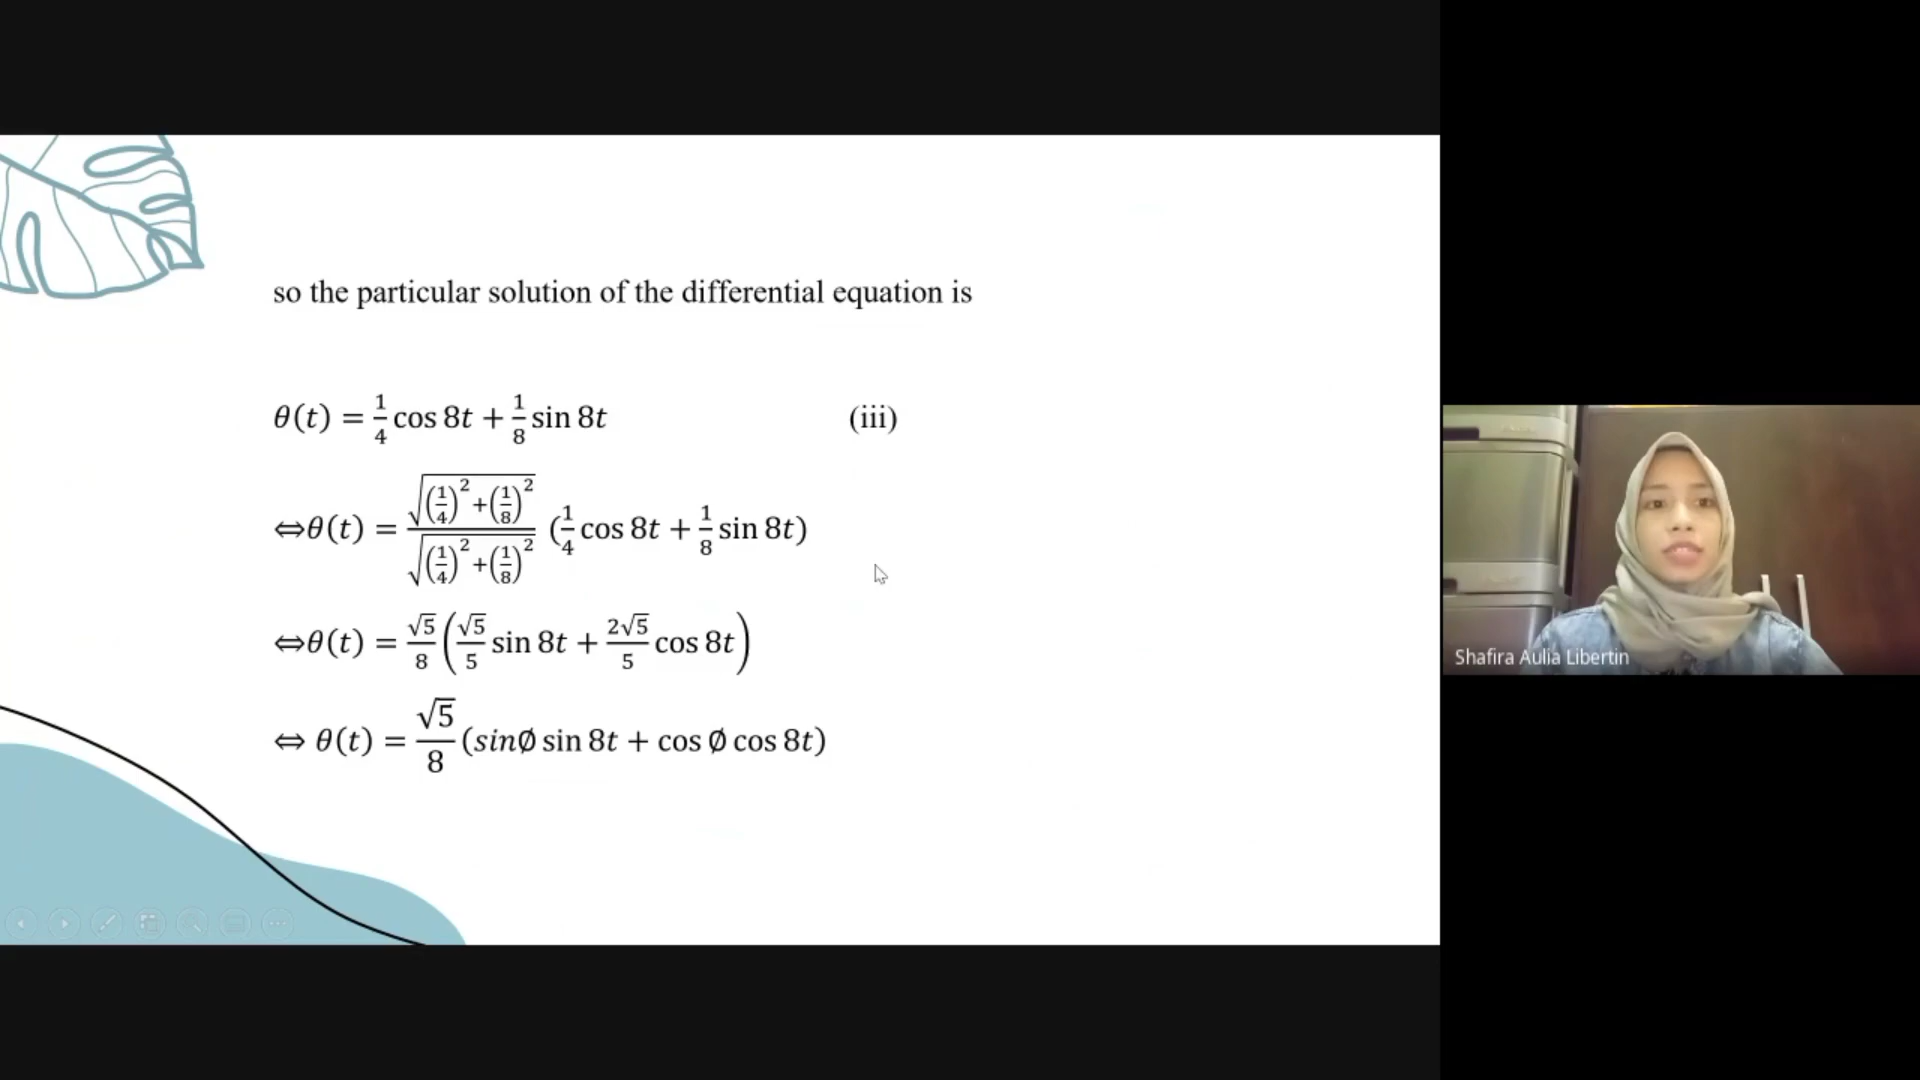 so the particular solution of the differential equation is
θ(t) = 1/4 cos 8t + 1/8 sin 8t (iii)
⇔θ(t) = √((1/4)²+(1/8)²) / √((1/4)²+(1/8)²) (1/4 cos 8t + 1/8 sin 8t)
⇔θ(t) = √5/8 (√5/5 sin 8t + 2√5/5 cos 8t)
⇔ θ(t) = √5/8 (sin∅ sin 8t + cos ∅ cos 8t)
Shafira Aulia Libertin